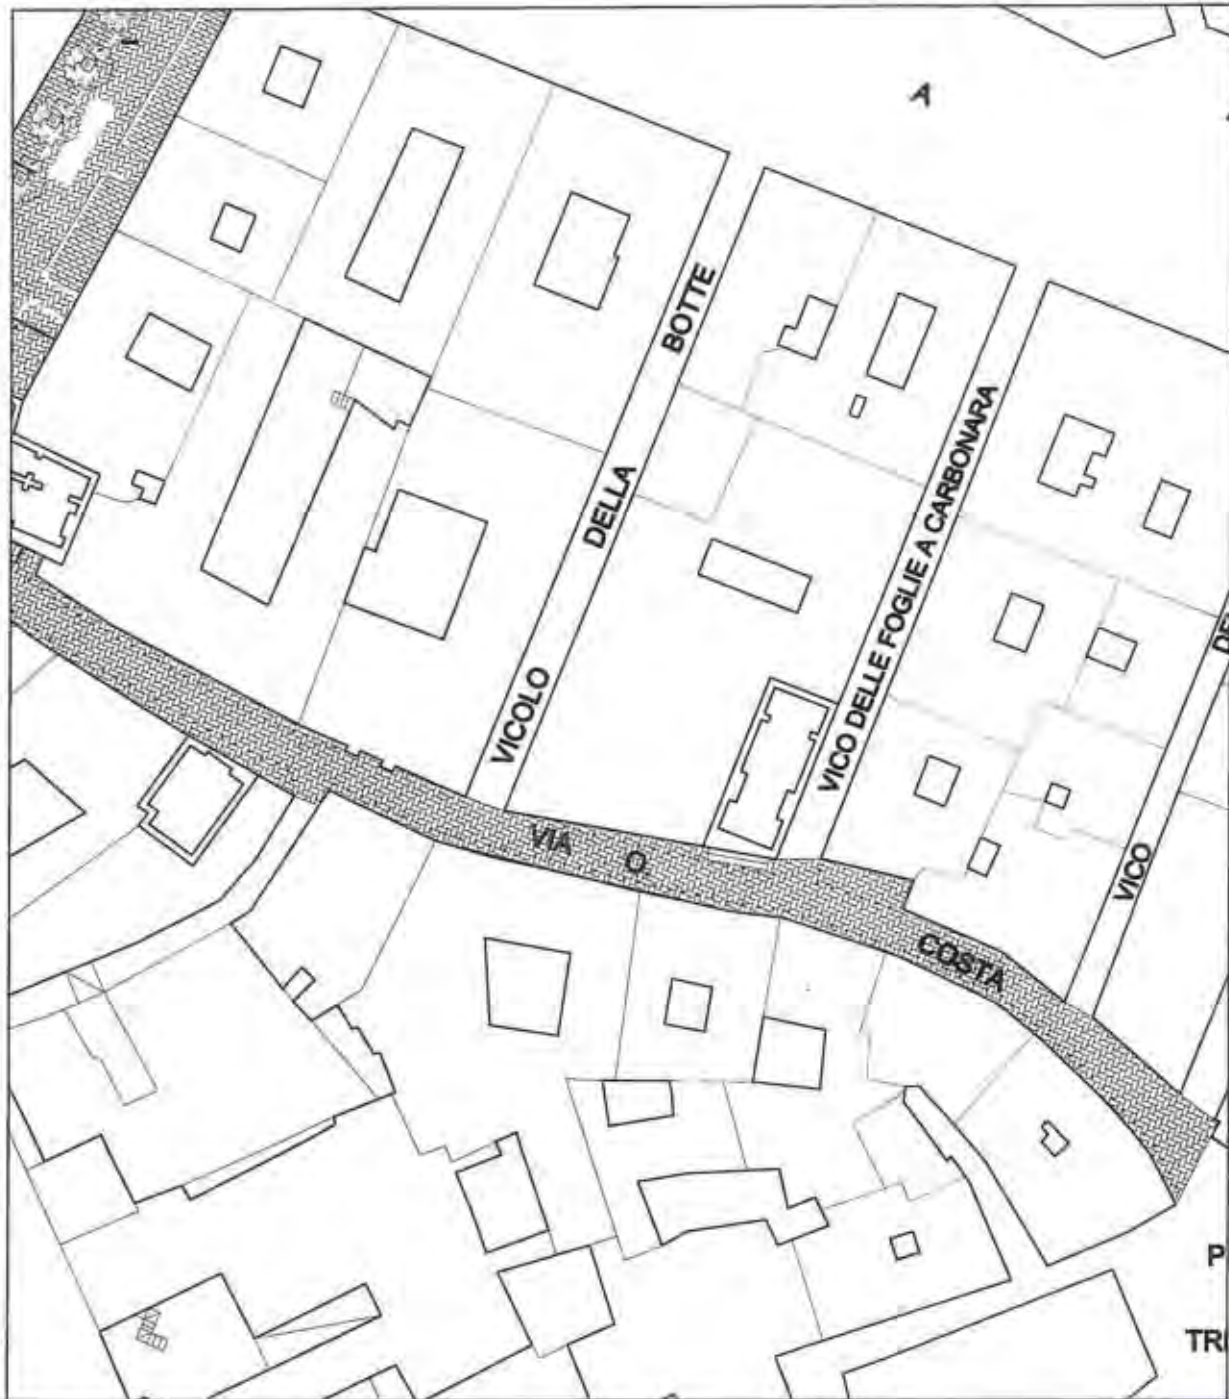 A
VICOLO DELLA BOTTE
VICO DELLE FOGLIE A CARBONARA
VICO
VIA O. COSTA
P
TR